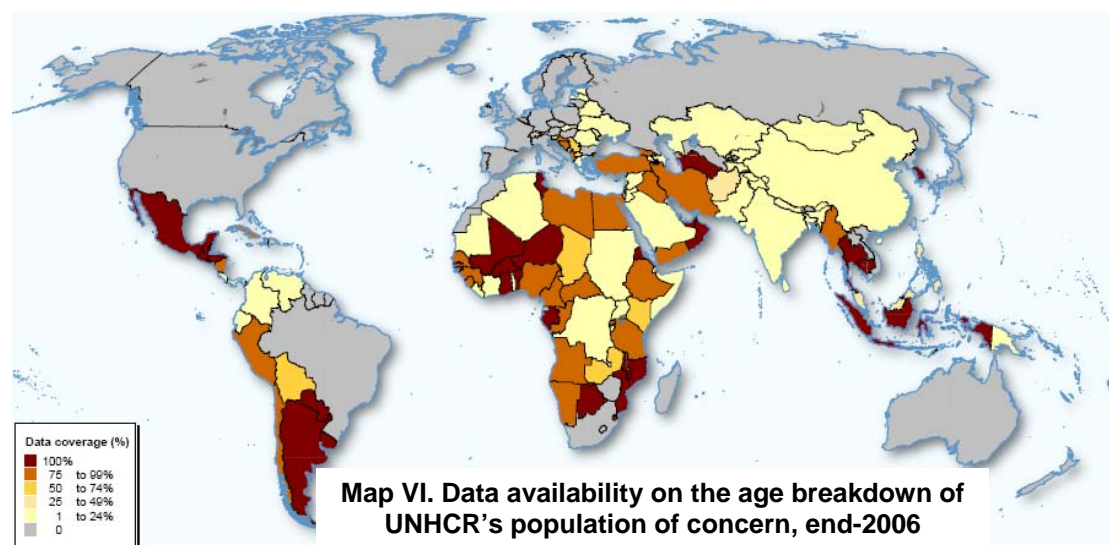 Data coverage (%)
100%
75 to 99%
50 to 74%
25 to 49%
1 to 24%
0
Map VI. Data availability on the age breakdown of
UNHCR's population of concern, end-2006